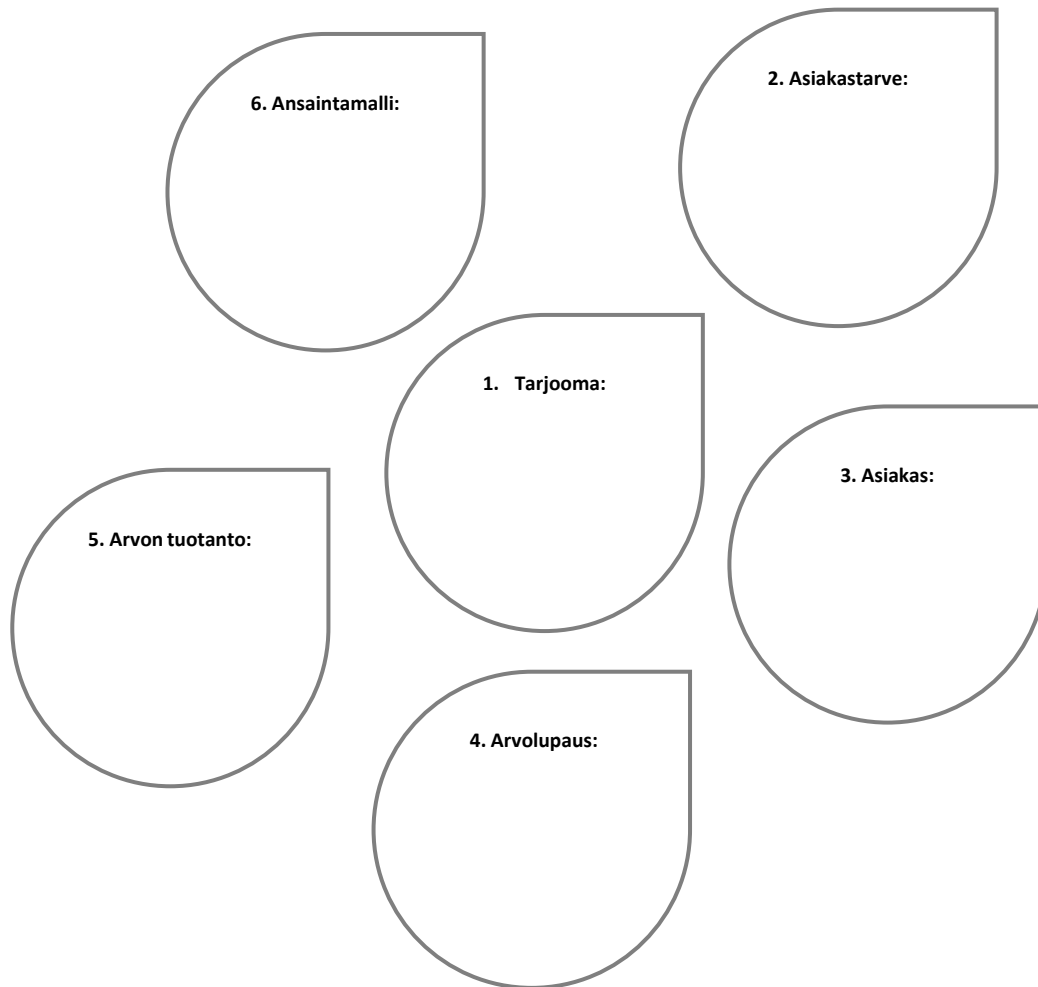 6. Ansaintamalli:
2. Asiakastarve:
1. Tarjooma:
3. Asiakas:
5. Arvon tuotanto:
4. Arvolupaus: